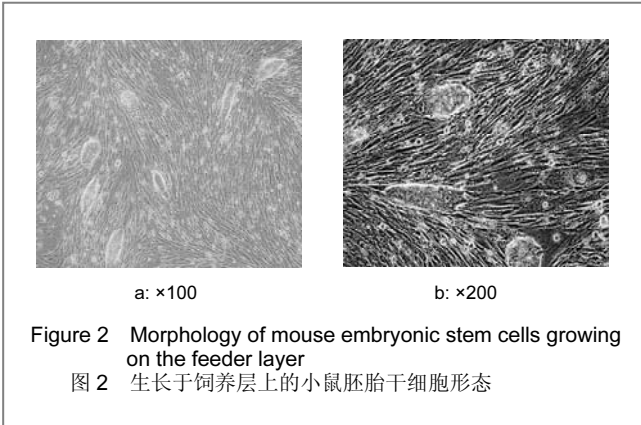 a: ×100
b: ×200
Figure 2 Morphology of mouse embryonic stem cells growing
on the feeder layer
图 2 生长于饲养层上的小鼠胚胎干细胞形态